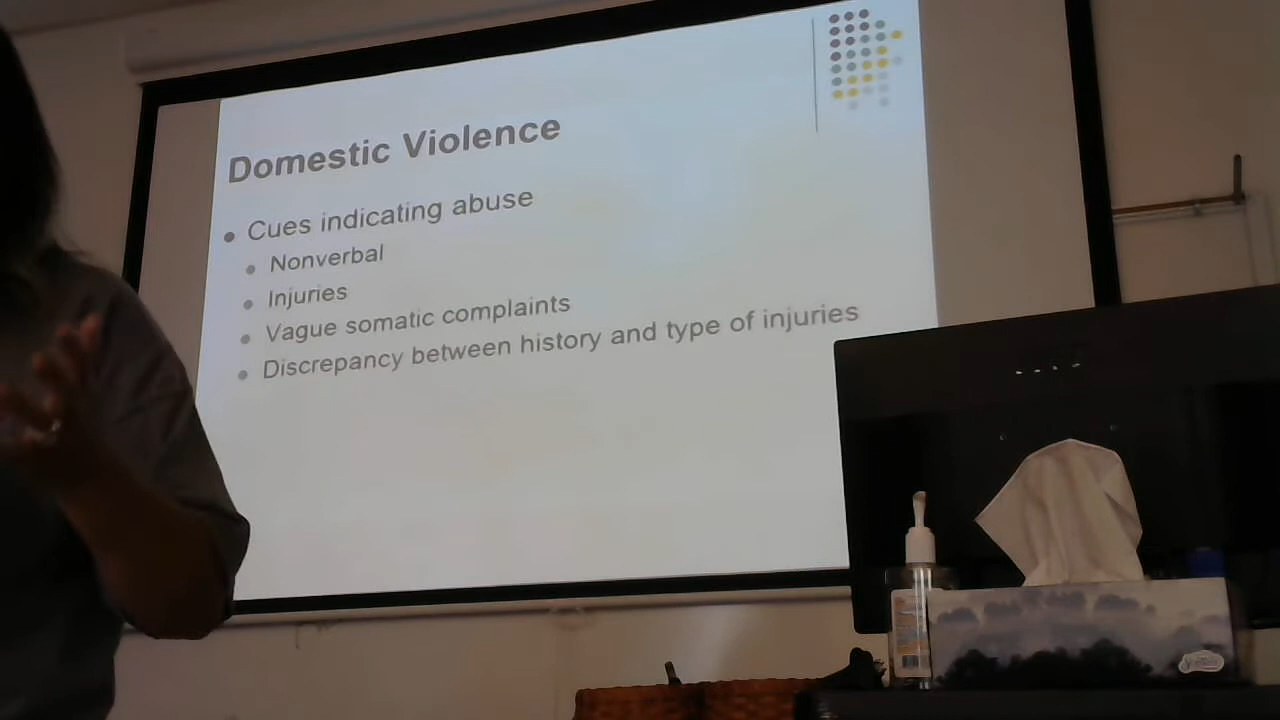 Domestic Violence
Cues indicating abuse
Nonverbal
Injuries
Vague somatic complaints
Discrepancy between history and type of injuries